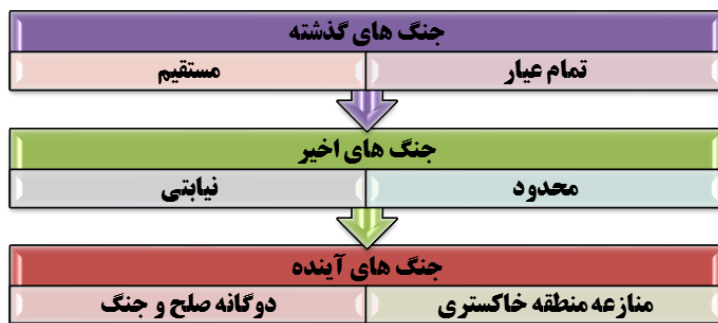 جنگ های گذشته
تمام عیار
مستقیم
جنگ های اخیر
محدود
نیابتی
جنگ های آینده
منازعه منطقه خاکستری
دوگانه صلح و جنگ